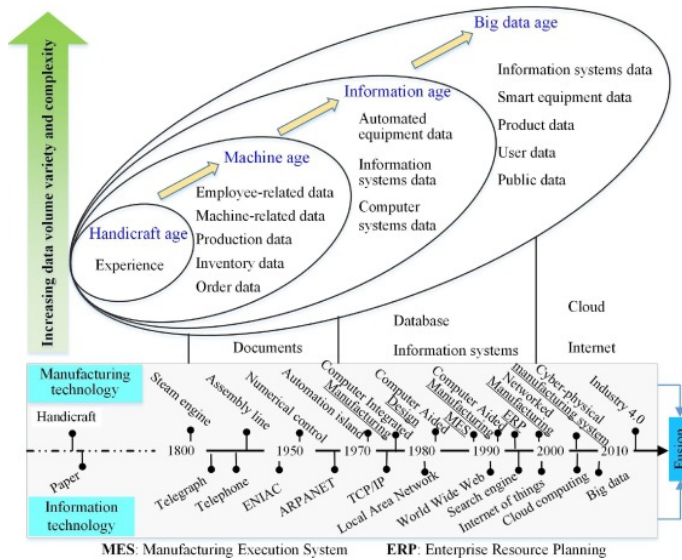 Increasing data volume variety and complexity
Big data age
Information systems data
Smart equipment data
Product data
User data
Public data
Information age
Automated
equipment data
Information
systems data
Computer
systems data
Machine age
Employee-related data
Machine-related data
Production data
Inventory data
Order data
Handicraft age
Experience
Documents
Database
Information systems
Cloud
Internet
Manufacturing
technology
Handicraft
Steam engine
Assembly line
Numerical control
Automation island
Computer Integrated
Manufacturing
Computer Aided
Design
MES
Computer Aided
Manufacturing
ERP
Networked
Manufacturing
Cyber-physical
manufacturing system
Industry 4.0
1800
1950
1970
1980
1990
2000
2010
Fusion
Paper
Telegraph
Telephone
ENIAC
ARPANET
TCP/IP
Local Area Network
World Wide Web
Search engine
Internet of things
Cloud computing
Big data
Information
technology
MES: Manufacturing Execution System ERP: Enterprise Resource Planning